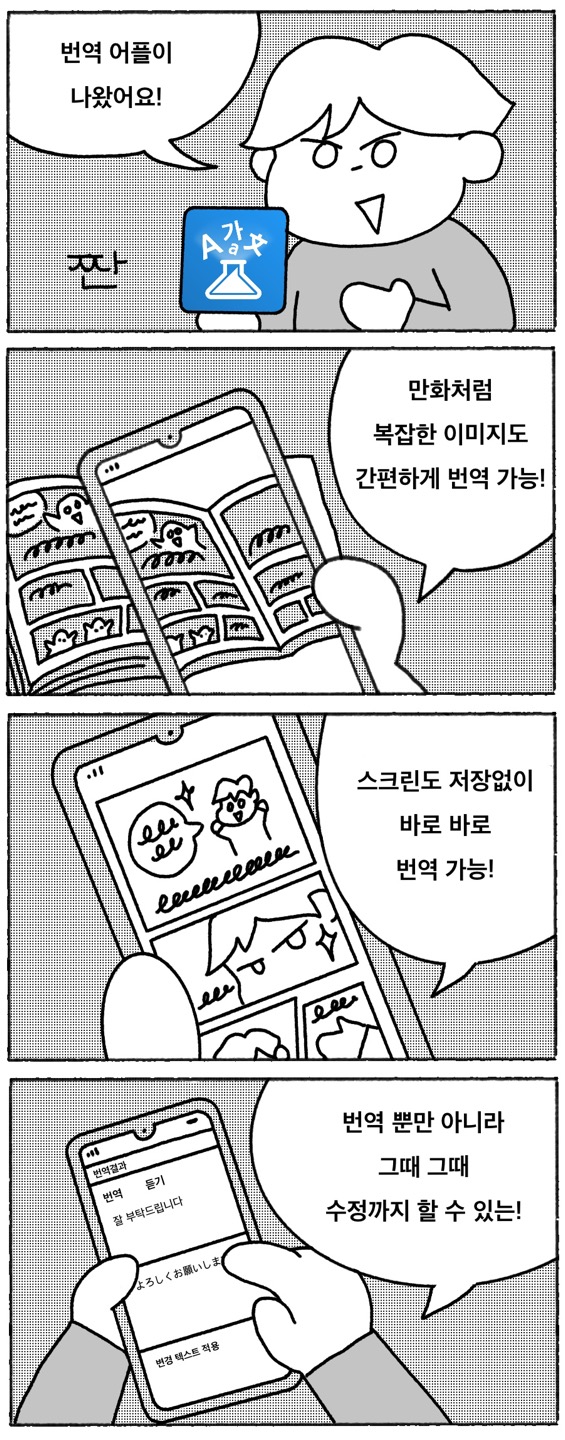 번역 어플이
나왔어요!
A가a文
짠
만화처럼
복잡한 이미지도
간편하게 번역 가능!
스크린도 저장없이
바로 바로
번역 가능!
번역 뿐만 아니라
그때 그때
수정까지 할 수 있는!
번역결과
번역 듣기
잘 부탁드립니다
よろしくお願いしま
변경 텍스트 적용